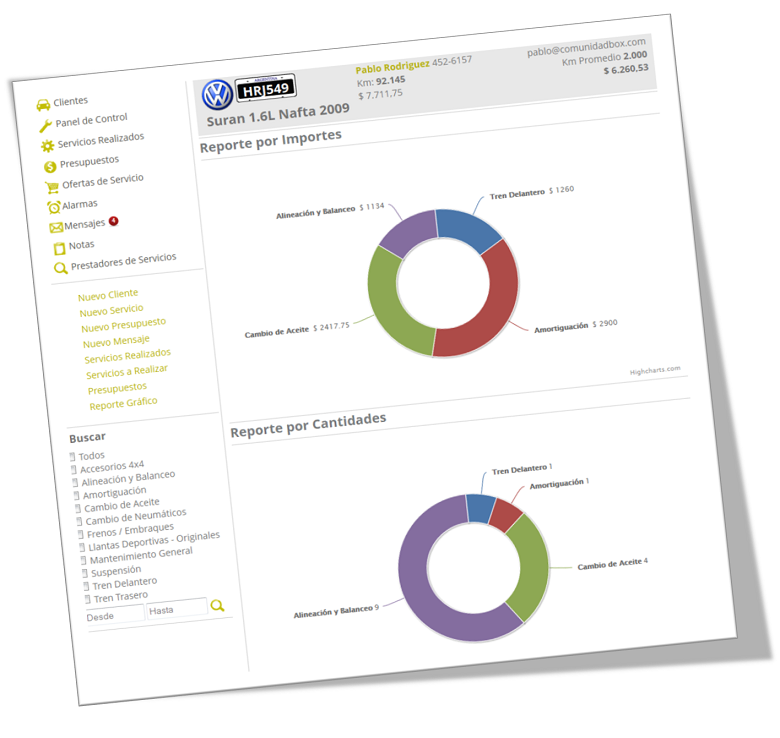 Clientes
Panel de Control
Servicios Realizados
Presupuestos
Ofertas de Servicio
Alarmas
Mensajes 4
Notas
Prestadores de Servicios
Nuevo Cliente
Nuevo Servicio
Nuevo Presupuesto
Nuevo Mensaje
Servicios Realizados
Servicios a Realizar
Presupuestos
Reporte Gráfico
Buscar
Todos
Accesorios 4x4
Alineación y Balanceo
Amortiguación
Cambio de Aceite
Cambio de Neumáticos
Frenos / Embraques
Llantas Deportivas - Originales
Mantenimiento General
Suspensión
Tren Delantero
Tren Trasero
Desde Hasta
ARGENTINA
HRJ549
Pablo Rodriguez 452-6157
pablo@comunidadbox.com
Km: 92.145
Km Promedio 2.000
$ 7.711,75
$ 6.260,53
Suran 1.6L Nafta 2009
Reporte por Importes
Alineación y Balanceo $ 1134
Tren Delantero $ 1260
Cambio de Aceite $ 2417.75
Amortiguación $ 2900
Highcharts.com
Reporte por Cantidades
Tren Delantero 1
Amortiguación 1
Cambio de Aceite 4
Alineación y Balanceo 9